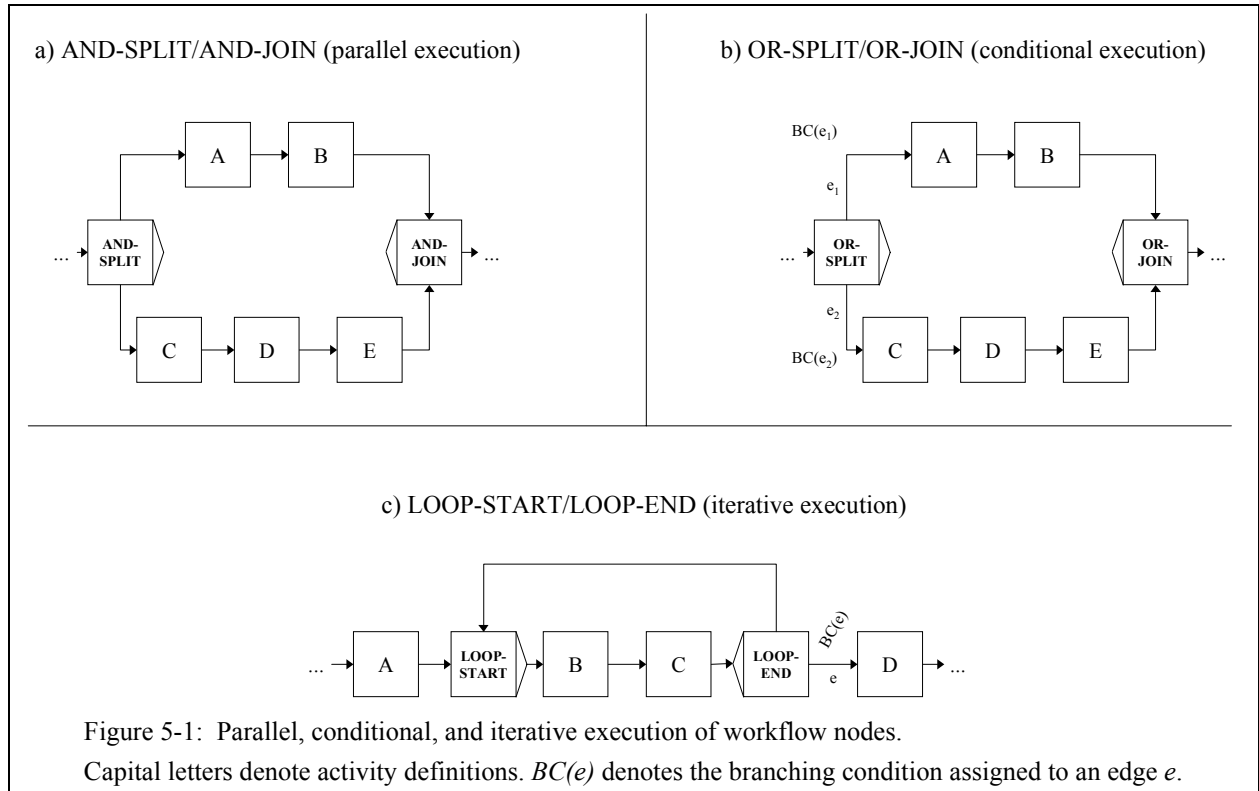 a) AND-SPLIT/AND-JOIN (parallel execution)
A
B
... AND-SPLIT
AND-JOIN ...
C
D
E
b) OR-SPLIT/OR-JOIN (conditional execution)
BC(e1)
A
B
e1
... OR-SPLIT
OR-JOIN ...
e2
BC(e2)
C
D
E
c) LOOP-START/LOOP-END (iterative execution)
...
A
LOOP-START
B
C
LOOP-END
BC(e)
e
D
...
Figure 5-1: Parallel, conditional, and iterative execution of workflow nodes.
Capital letters denote activity definitions. BC(e) denotes the branching condition assigned to an edge e.